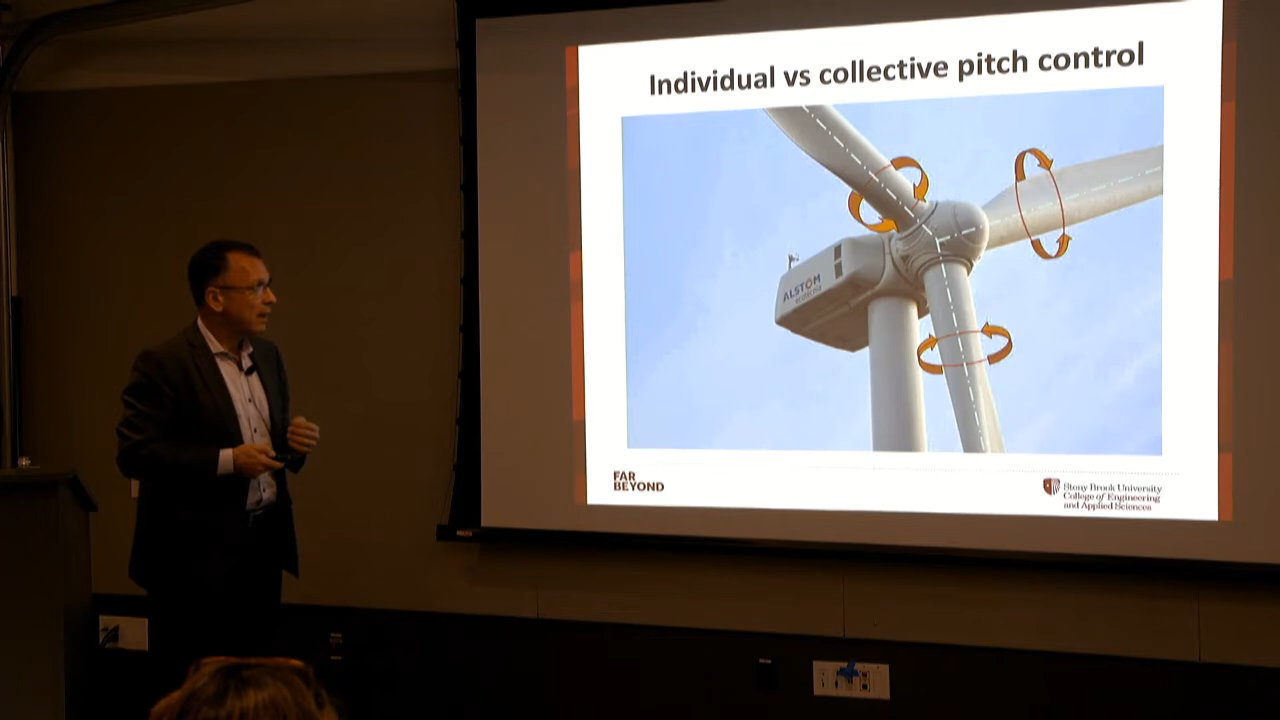 Individual vs collective pitch control
ALSTOM
FAR
BEYOND
Stony Brook University
College of Engineering
and Applied Sciences